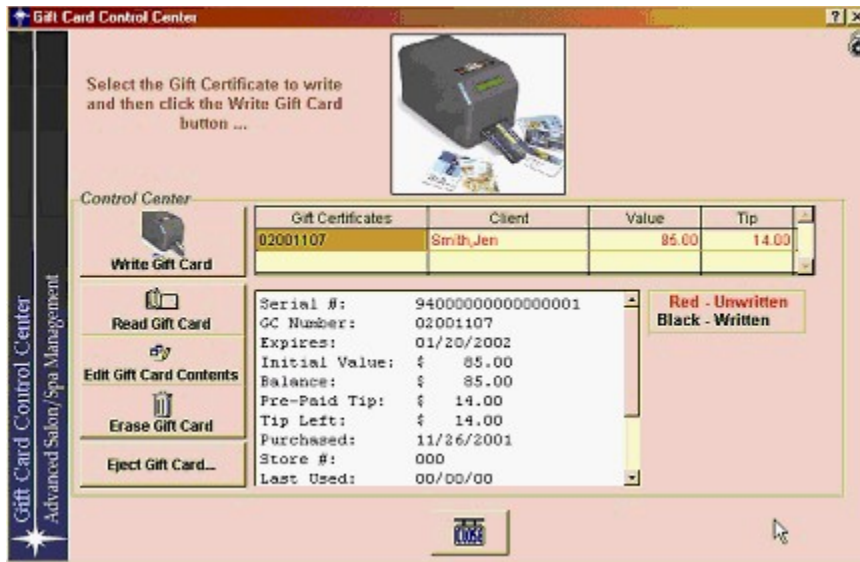 Gift Card Control Center
Select the Gift Certificate to write
and then click the Write Gift Card
button ...
Control Center
Write Gift Card
Read Gift Card
Edit Gift Card Contents
Erase Gift Card
Eject Gift Card...
Gift Certificates Client Value Tip
02001107 Smith,Jen 85.00 14.00
Serial #: 94000000000000001
GC Number: 02001107
Expires: 01/20/2002
Initial Value: $ 85.00
Balance: $ 85.00
Pre-Paid Tip: $ 14.00
Tip Left: $ 14.00
Purchased: 11/26/2001
Store #: 000
Last Used: 00/00/00
Red - Unwritten
Black - Written
CLOSE
Gift Card Control Center
Advanced Salon/Spa Management